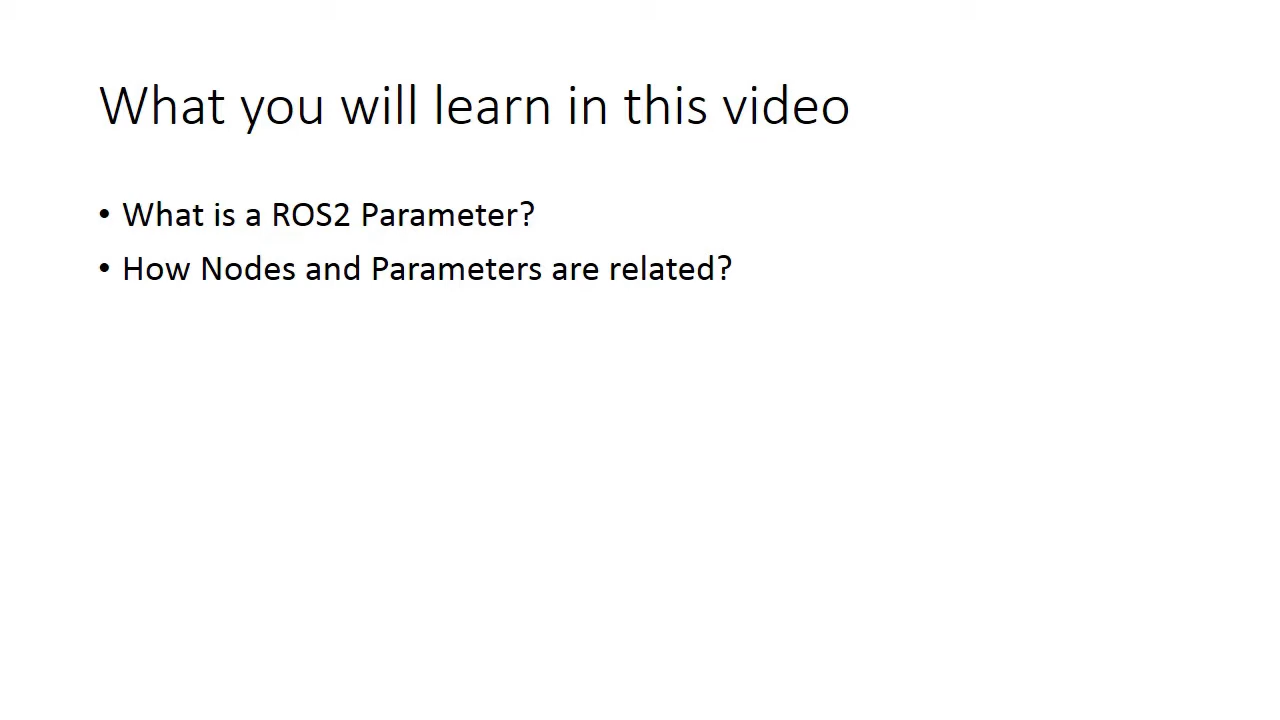 What you will learn in this video
• What is a ROS2 Parameter?
• How Nodes and Parameters are related?